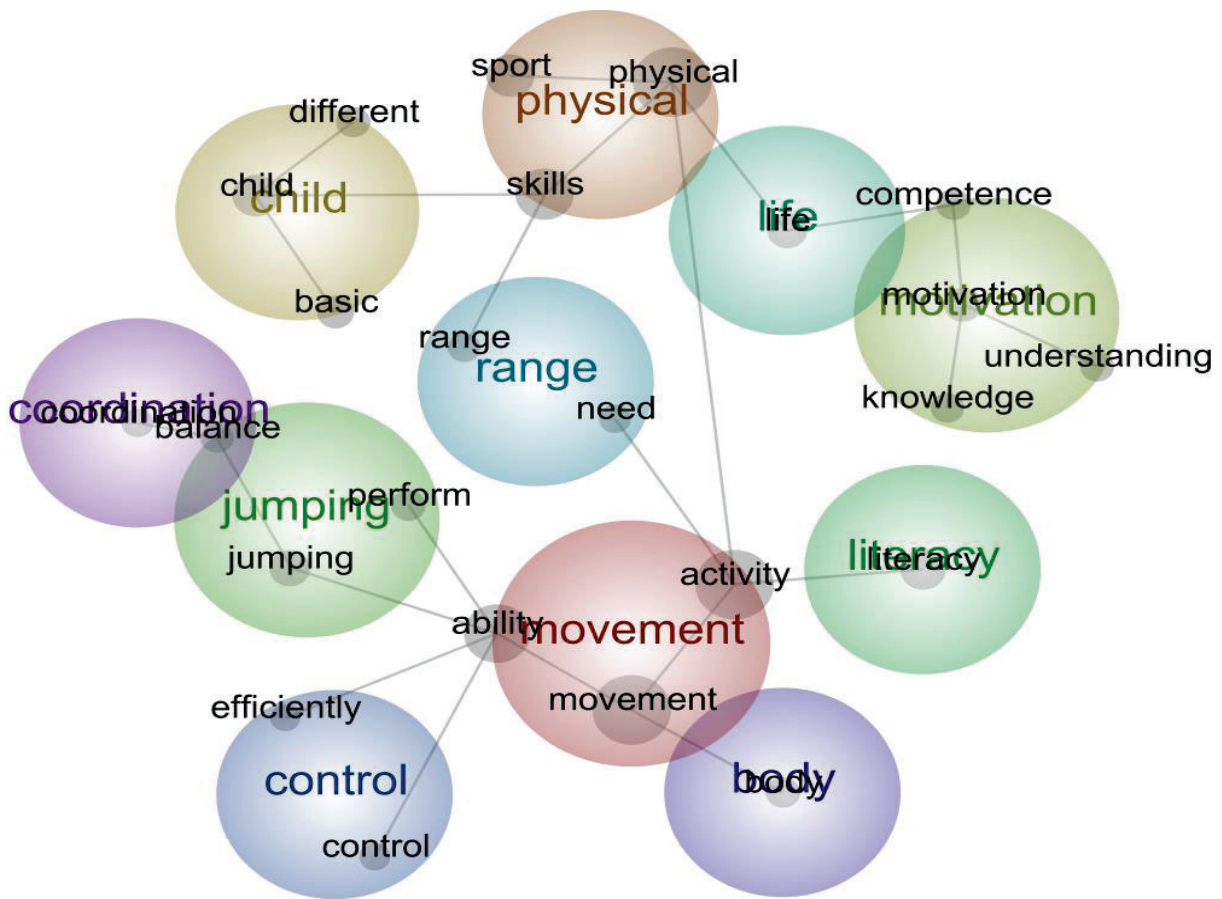 sport
physical
physical
different
child
child
skills
competence
life
life
basic
motivation
motivation
range
range
understanding
knowledge
need
coordination
coordination
balance
perform
jumping
jumping
literacy
literacy
activity
ability
movement
movement
efficiently
control
control
body
body